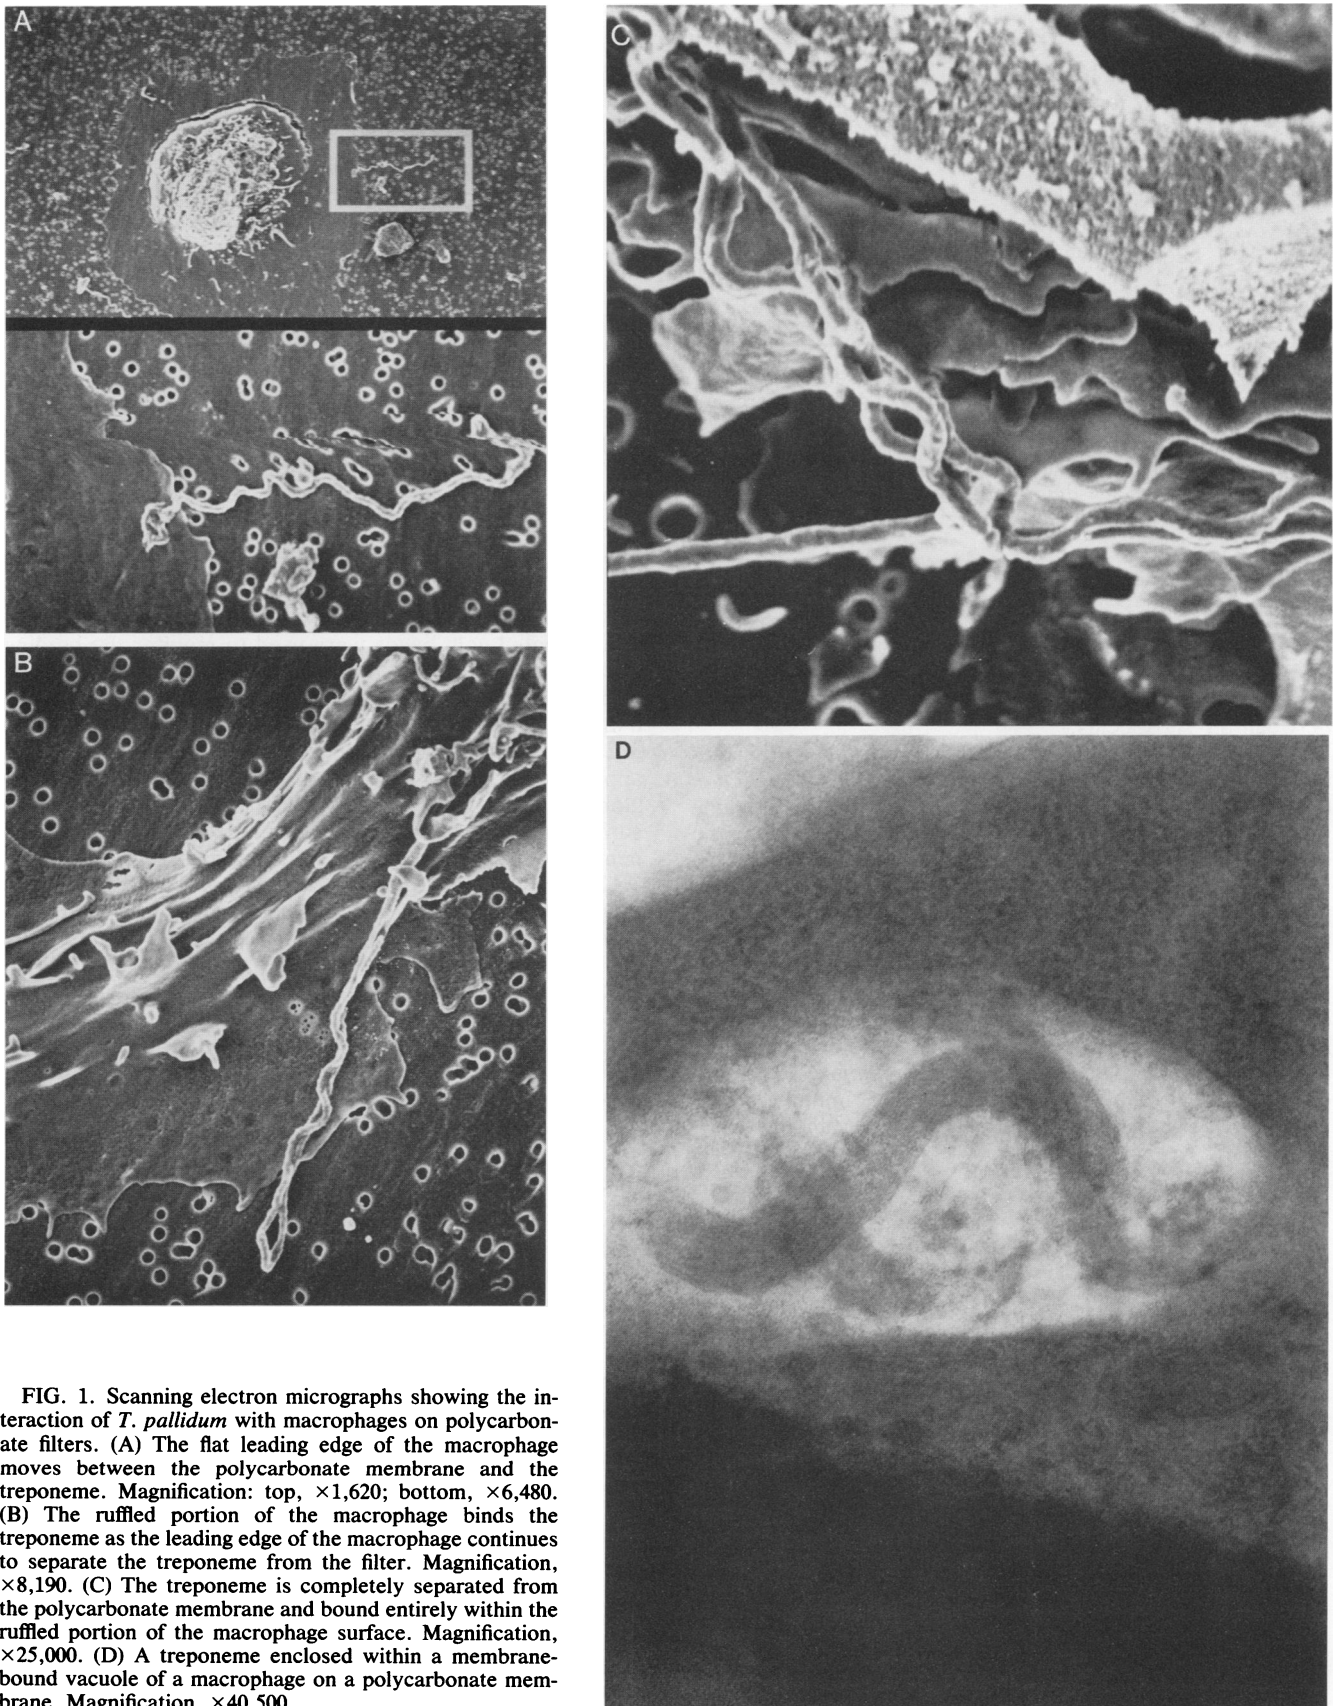 A
C
B
D
FIG. 1. Scanning electron micrographs showing the in-
teraction of T. pallidum with macrophages on polycarbon-
ate filters. (A) The flat leading edge of the macrophage
moves between the polycarbonate membrane and the
treponeme. Magnification: top, ×1,620; bottom, ×6,480.
(B) The ruffled portion of the macrophage binds the
treponeme as the leading edge of the macrophage continues
to separate the treponeme from the filter. Magnification,
×8,190. (C) The treponeme is completely separated from
the polycarbonate membrane and bound entirely within the
ruffled portion of the macrophage surface. Magnification,
×25,000. (D) A treponeme enclosed within a membrane-
bound vacuole of a macrophage on a polycarbonate mem-
brane. Magnification, ×40,500.